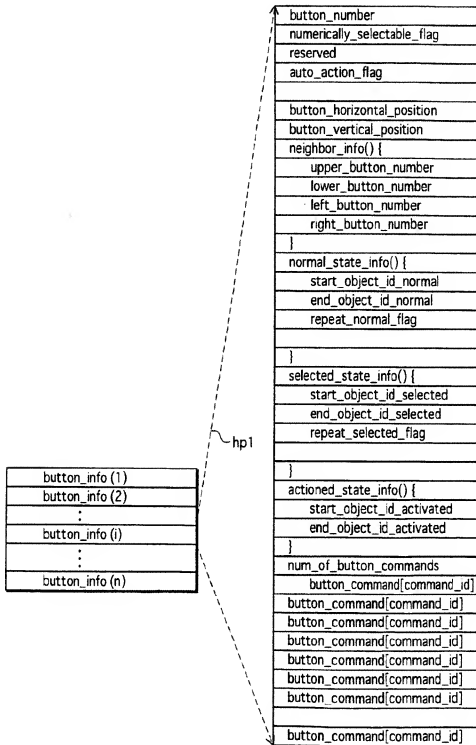 button_number
numerically_selectable_flag
reserved
auto_action_flag
button_horizontal_position
button_vertical_position
neighbor_info() {
upper_button_number
lower_button_number
left_button_number
right_button_number
}
normal_state_info() {
start_object_id_normal
end_object_id_normal
repeat_normal_flag
}
selected_state_info() {
start_object_id_selected
end_object_id_selected
repeat_selected_flag
}
actioned_state_info() {
start_object_id_activated
end_object_id_activated
}
num_of_button_commands
button_command[command_id]
button_command[command_id]
button_command[command_id]
button_command[command_id]
button_command[command_id]
button_command[command_id]
button_command[command_id]
button_command[command_id]
hp1
button_info (1)
button_info (2)
⋮
button_info (i)
⋮
button_info (n)